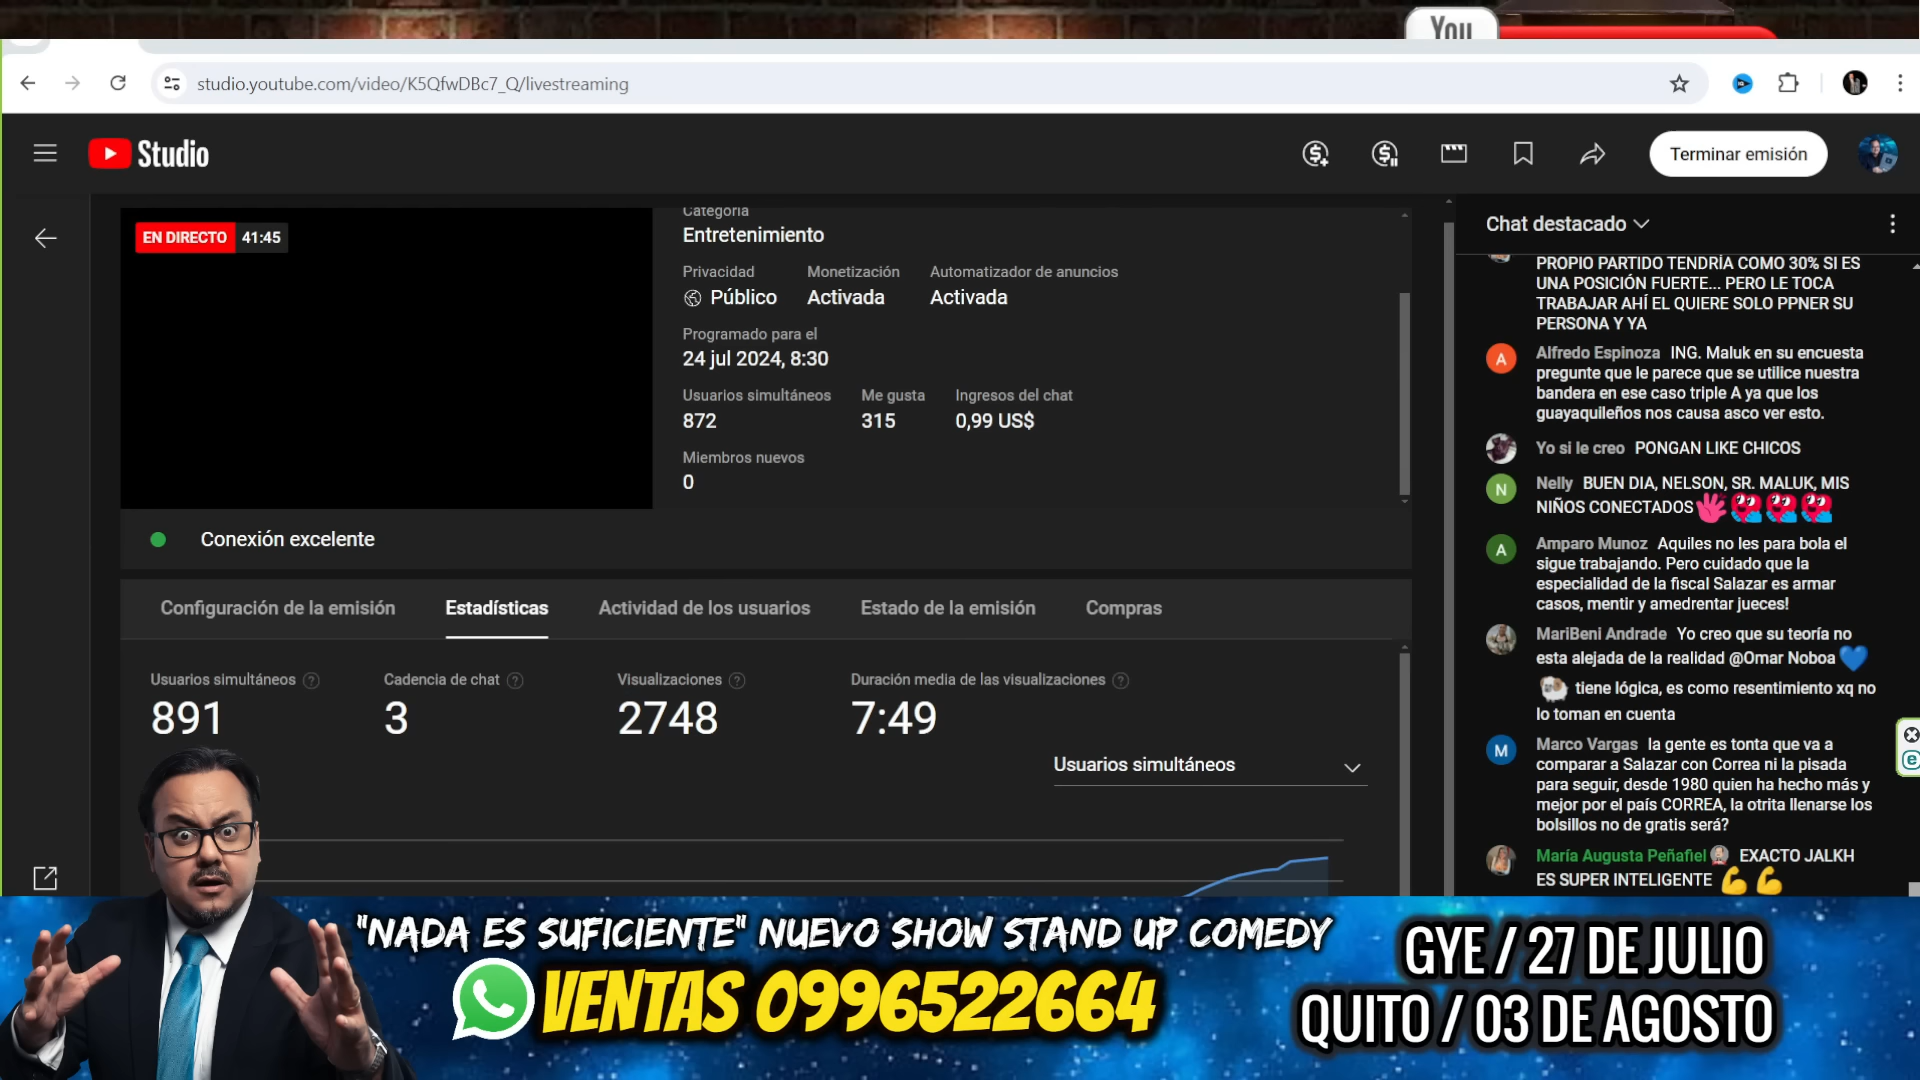 You
studio.youtube.com/video/K5QfwDBc7_Q/livestreaming
Studio
Terminar emisión
EN DIRECTO 41:45
Categoría
Entretenimiento
Privacidad Monetización Automatizador de anuncios
Público Activada Activada
Programado para el
24 jul 2024, 8:30
Usuarios simultáneos Me gusta Ingresos del chat
872 315 0,99 US$
Miembros nuevos
0
Conexión excelente
Configuración de la emisión Estadísticas Actividad de los usuarios Estado de la emisión Compras
Usuarios simultáneos Cadencia de chat Visualizaciones Duración media de las visualizaciones
891 3 2748 7:49
Usuarios simultáneos
Chat destacado
PROPIO PARTIDO TENDRÍA COMO 30% SI ES
UNA POSICIÓN FUERTE... PERO LE TOCA
TRABAJAR AHÍ EL QUIERE SOLO PPNER SU
PERSONA Y YA
A Alfredo Espinoza ING. Maluk en su encuesta
pregunte que le parece que se utilice nuestra
bandera en ese caso triple A ya que los
guayaquileños nos causa asco ver esto.
Yo si le creo PONGAN LIKE CHICOS
N Nelly BUEN DIA, NELSON, SR. MALUK, MIS
NIÑOS CONECTADOS
A Amparo Munoz Aquiles no les para bola el
sigue trabajando. Pero cuidado que la
especialidad de la fiscal Salazar es armar
casos, mentir y amedrentar jueces!
MariBeni Andrade Yo creo que su teoría no
esta alejada de la realidad @Omar Noboa
tiene lógica, es como resentimiento xq no
lo toman en cuenta
M Marco Vargas la gente es tonta que va a
comparar a Salazar con Correa ni la pisada
para seguir, desde 1980 quien ha hecho más y
mejor por el país CORREA, la otrita llenarse los
bolsillos no de gratis será?
María Augusta Peñafiel EXACTO JALKH
ES SUPER INTELIGENTE
"NADA ES SUFICIENTE" NUEVO SHOW STAND UP COMEDY
VENTAS 0996522664
GYE / 27 DE JULIO
QUITO / 03 DE AGOSTO